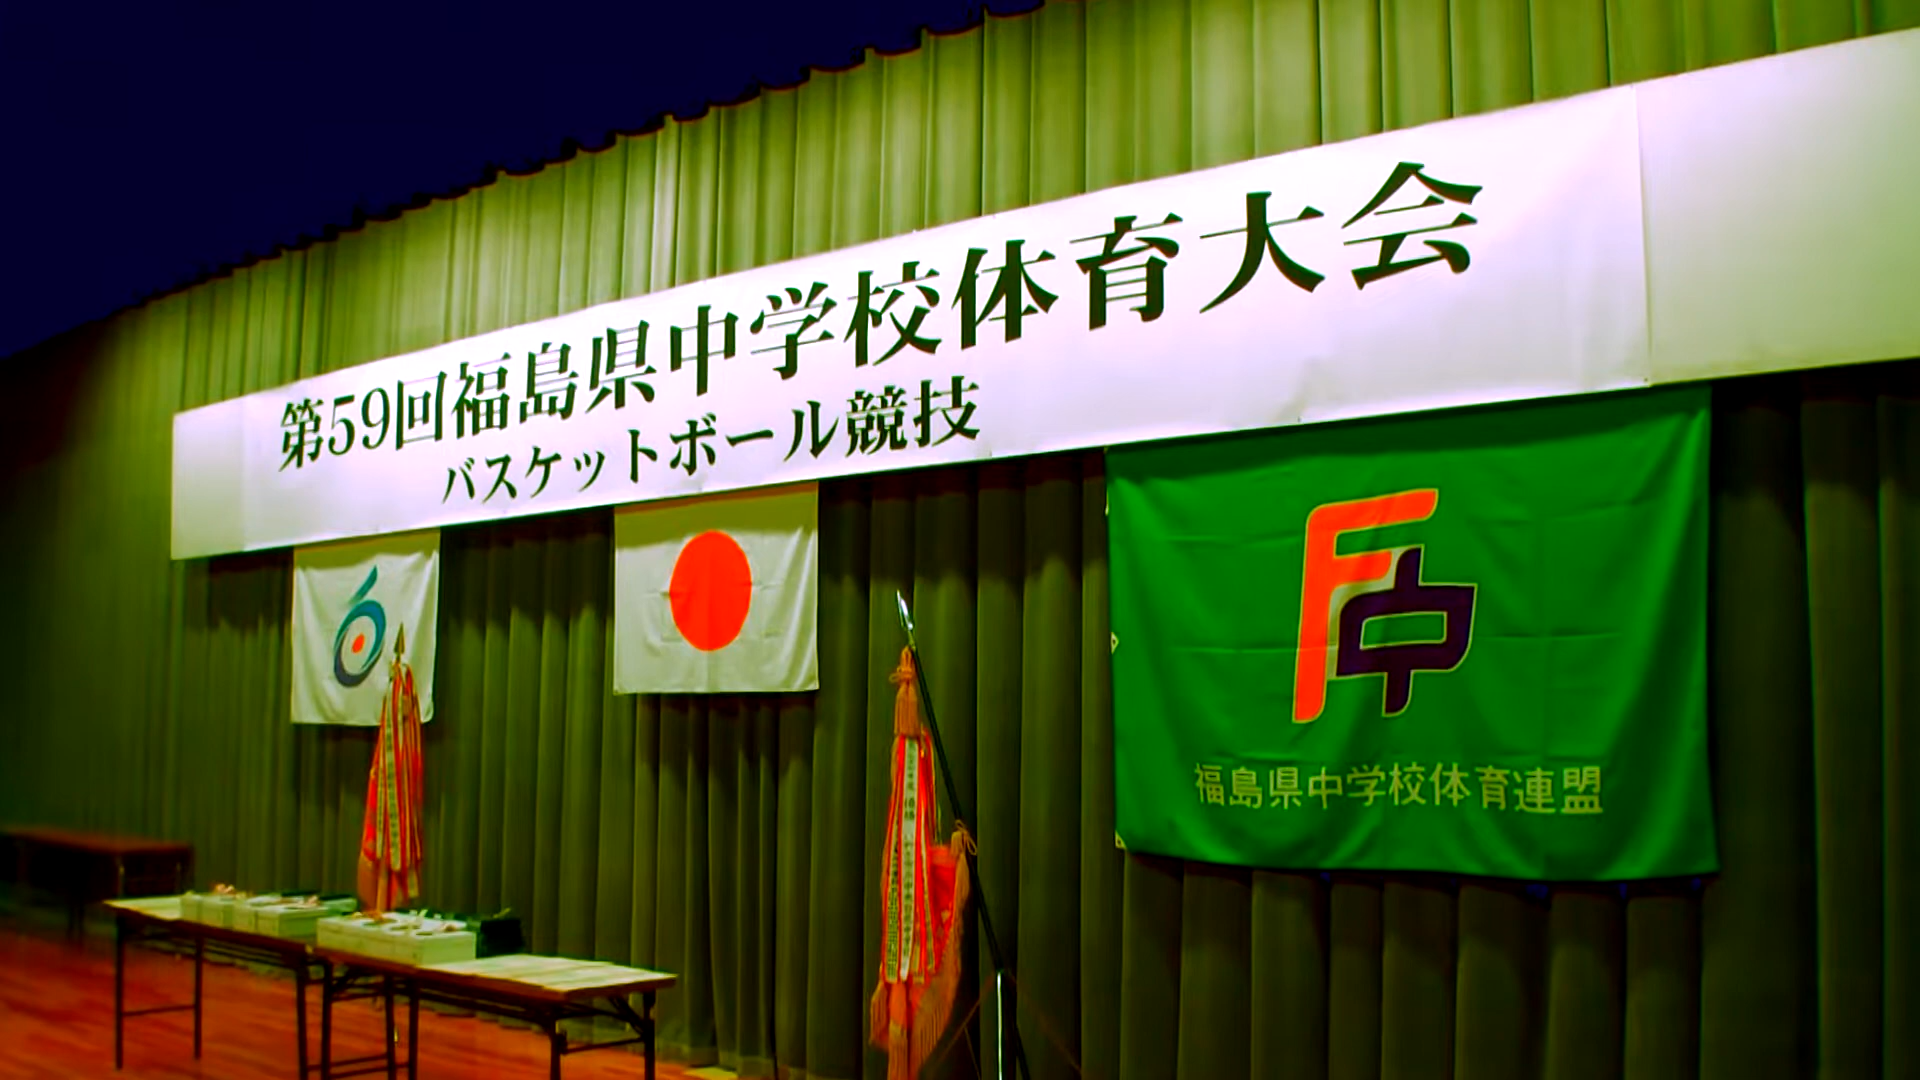 第59回福島県中学校体育大会
バスケットボール競技
F中
福島県中学校体育連盟